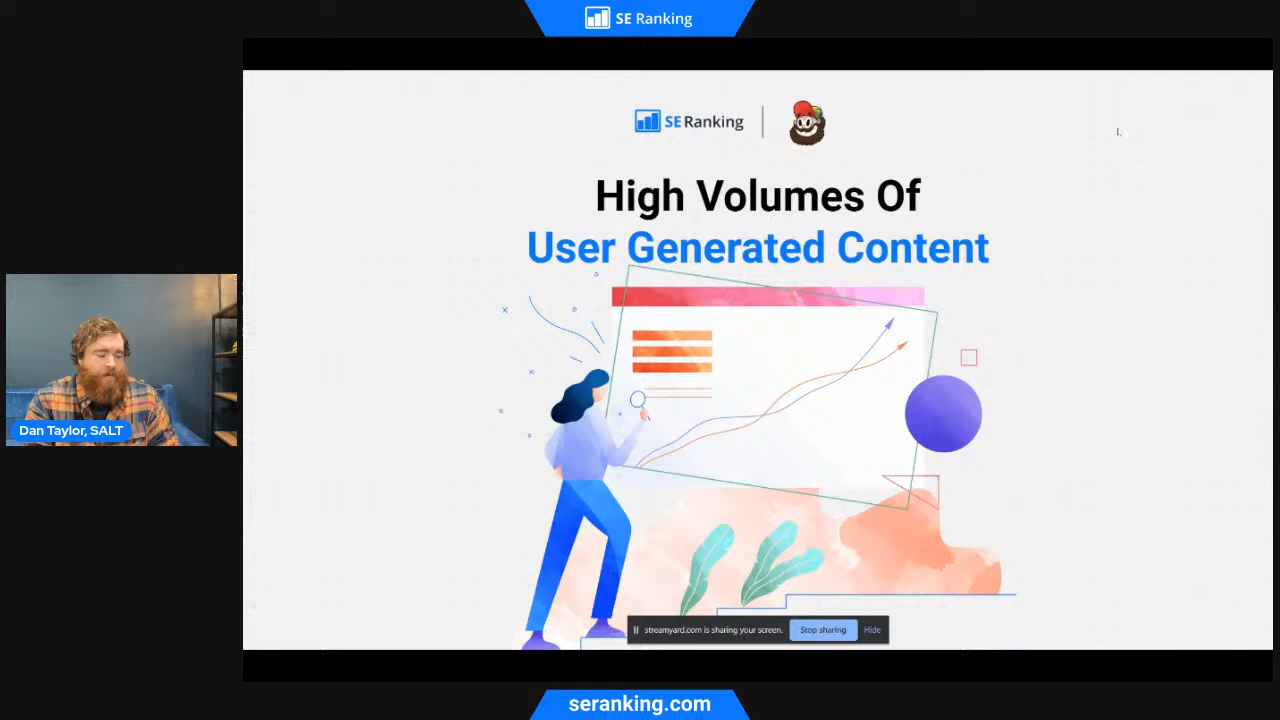 SE Ranking
SE Ranking
High Volumes Of
User Generated Content
Dan Taylor, SALT
streamyard.com is sharing your screen.
Stop sharing
Hide
seranking.com